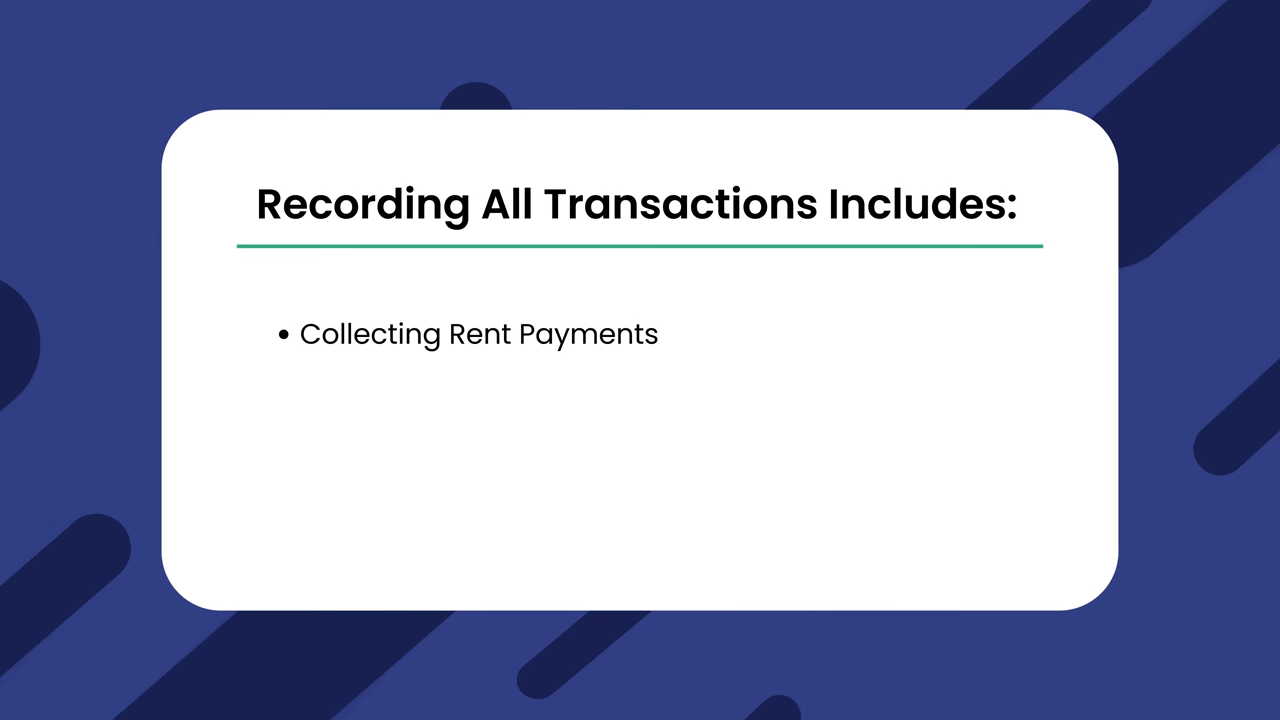 Recording All Transactions Includes:
• Collecting Rent Payments